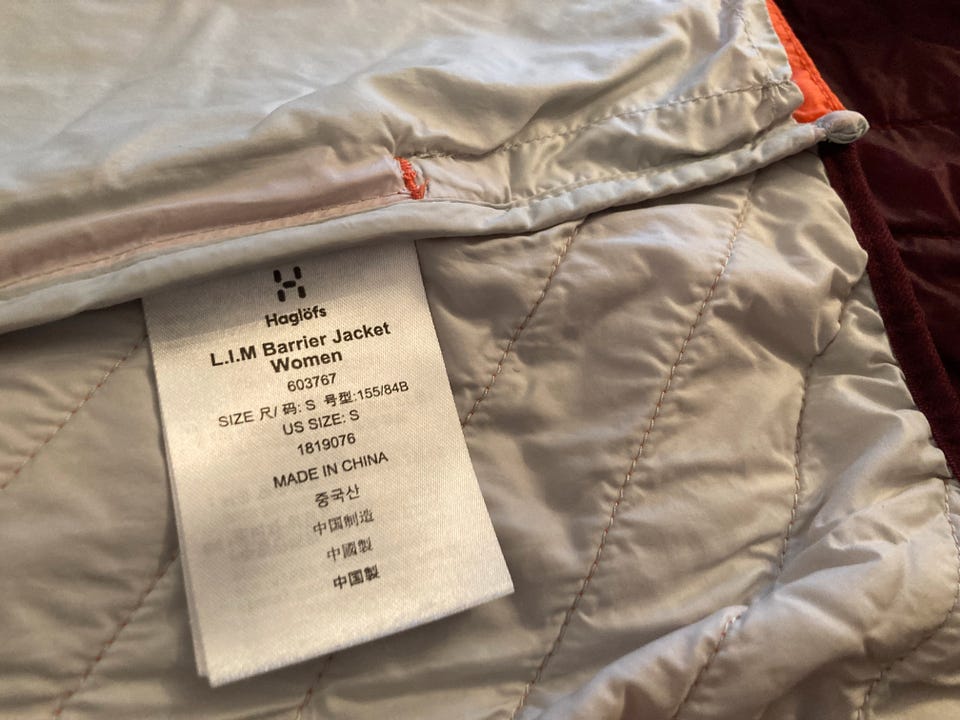 Haglöfs
L.I.M Barrier Jacket
Women
603767
SIZE 尺/ 码: S 号型:155/84B
US SIZE: S
1819076
MADE IN CHINA
중국산
中国制造
中國製
中国製